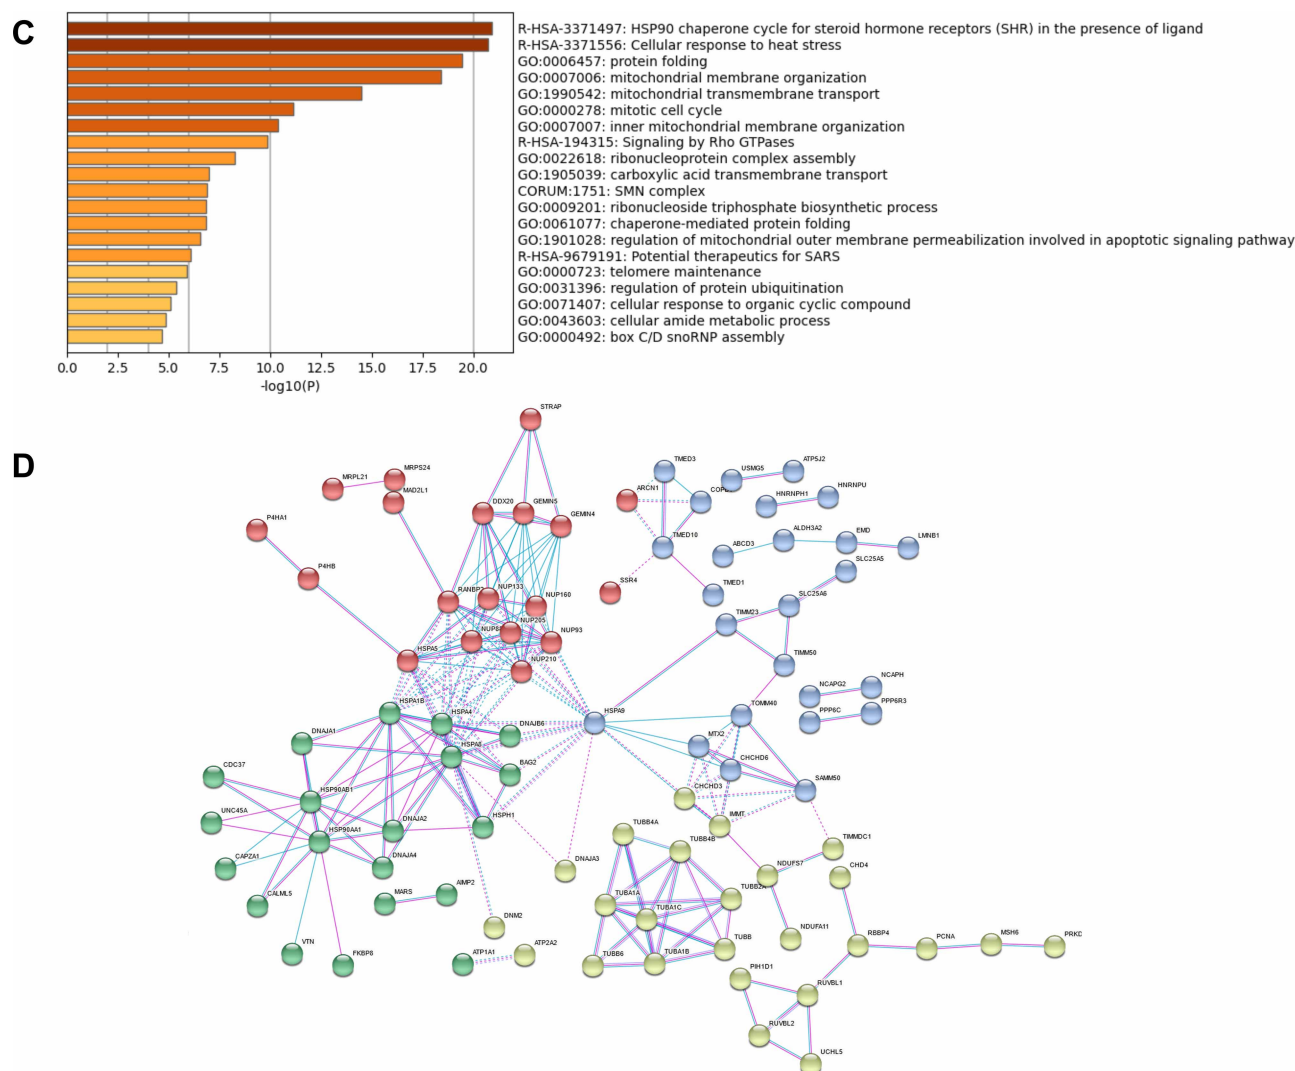 C
R-HSA-3371497: HSP90 chaperone cycle for steroid hormone receptors (SHR) in the presence of ligand
R-HSA-3371556: Cellular response to heat stress
GO:0006457: protein folding
GO:0007006: mitochondrial membrane organization
GO:1990542: mitochondrial transmembrane transport
GO:0000278: mitotic cell cycle
GO:0007007: inner mitochondrial membrane organization
R-HSA-194315: Signaling by Rho GTPases
GO:0022618: ribonucleoprotein complex assembly
GO:1905039: carboxylic acid transmembrane transport
CORUM:1751: SMN complex
GO:0009201: ribonucleoside triphosphate biosynthetic process
GO:0061077: chaperone-mediated protein folding
GO:1901028: regulation of mitochondrial outer membrane permeabilization involved in apoptotic signaling pathway
R-HSA-9679191: Potential therapeutics for SARS
GO:0000723: telomere maintenance
GO:0031396: regulation of protein ubiquitination
GO:0071407: cellular response to organic cyclic compound
GO:0043603: cellular amide metabolic process
GO:0000492: box C/D snoRNP assembly
0.0 2.5 5.0 7.5 10.0 12.5 15.0 17.5 20.0
-log10(P)
D
STRAP
TMED3
USMG5
ATP5J2
MRPL21
MRPS24
MAD2L1
ARCN1
HNRNPH1
HNRNPU
DDX20
GEMIN5
GEMIN4
P4HA1
TMED10
ABCD3
ALDH3A2
EMD
LMNB1
SLC25A5
P4HB
SSR4
TMED1
NUP133
NUP160
SLC25A6
TIMM23
NUP205
NUP93
HSPA5
NUP210
TIMM50
NCAPG2
NCAPH
HSPA1B
HSPA4
DNAJB6
HSPA9
TOMM40
PPP6C
PPP6R3
DNAJA1
MTX2
CHCHD6
CDC37
BAG2
SAMM50
HSP90AB1
CHCHD3
UNC45A
HSP90AA1
DNAJA2
HSPH1
IMMT
TUBB4A
TUBB4B
TIMMDC1
CAPZA1
DNAJA4
DNAJA3
NDUFS7
CHD4
CALML5
MARS
AIMP2
TUBA1A
TUBA1C
TUBB2A
DNM2
VTN
FKBP8
ATP1A1
ATP2A2
TUBB6
TUBA1B
TUBB
NDUFA11
RBBP4
PCNA
MSH6
PRKD
PIH1D1
RUVBL1
RUVBL2
UCHL5